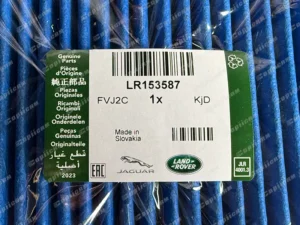 Genuine
Parts
Pièces
d'Origine
純正部品
Piezas
Originales
Ricambi
Originali
Originele
Onderdelen
Peças
Genuínas
Originalteile
قطع غيار
أصلية
2023
LR153587
FVJ2C 1x KjD
Made in
Slovakia
EAC
JAGUAR
LAND-
ROVER